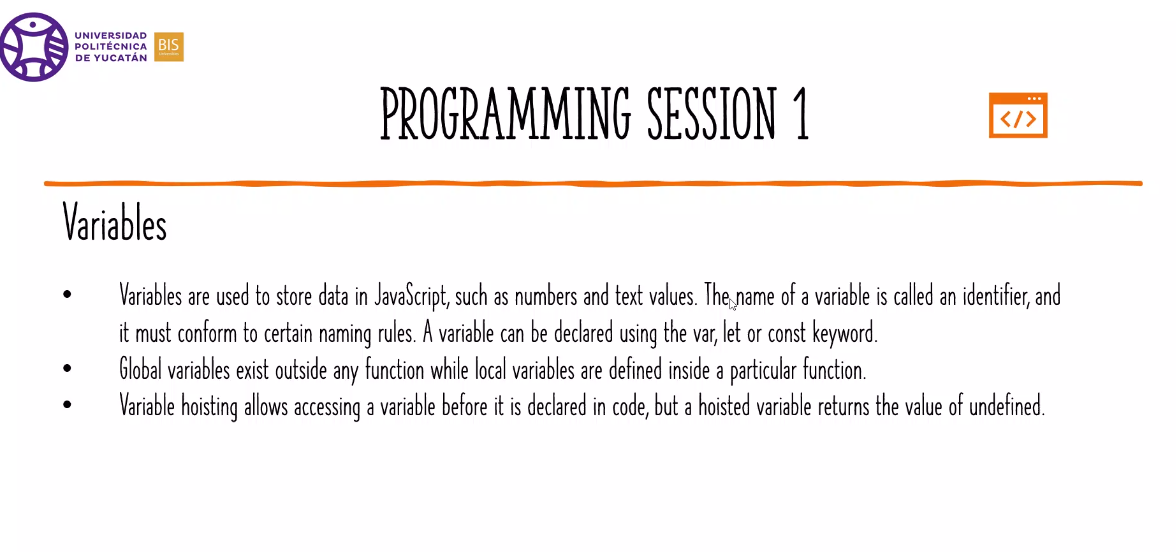 UNIVERSIDAD
POLITÉCNICA
DE YUCATÁN
BIS
PROGRAMMING SESSION 1
</>
Variables
• Variables are used to store data in JavaScript, such as numbers and text values. The name of a variable is called an identifier, and
it must conform to certain naming rules. A variable can be declared using the var, let or const keyword.
• Global variables exist outside any function while local variables are defined inside a particular function.
• Variable hoisting allows accessing a variable before it is declared in code, but a hoisted variable returns the value of undefined.